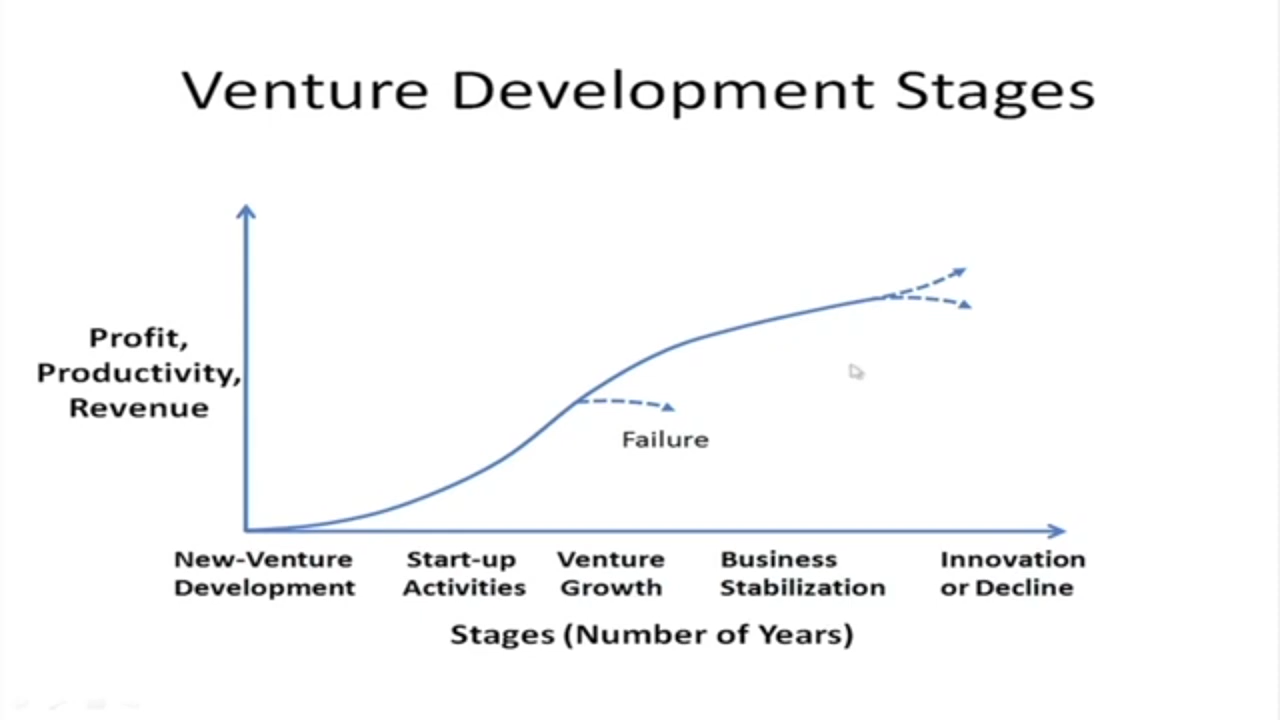 Venture Development Stages
Profit,
Productivity,
Revenue
Failure
New-Venture
Development
Start-up
Activities
Venture
Growth
Business
Stabilization
Innovation
or Decline
Stages (Number of Years)